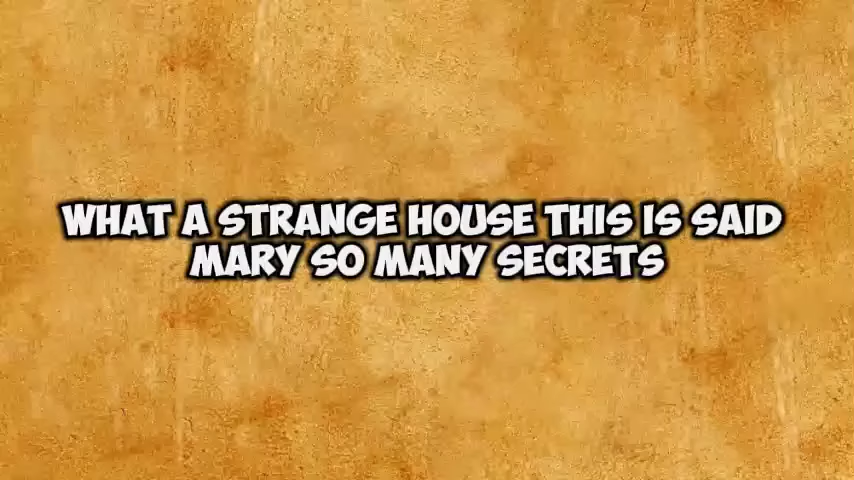 WHAT A STRANGE HOUSE THIS IS SAID
MARY SO MANY SECRETS